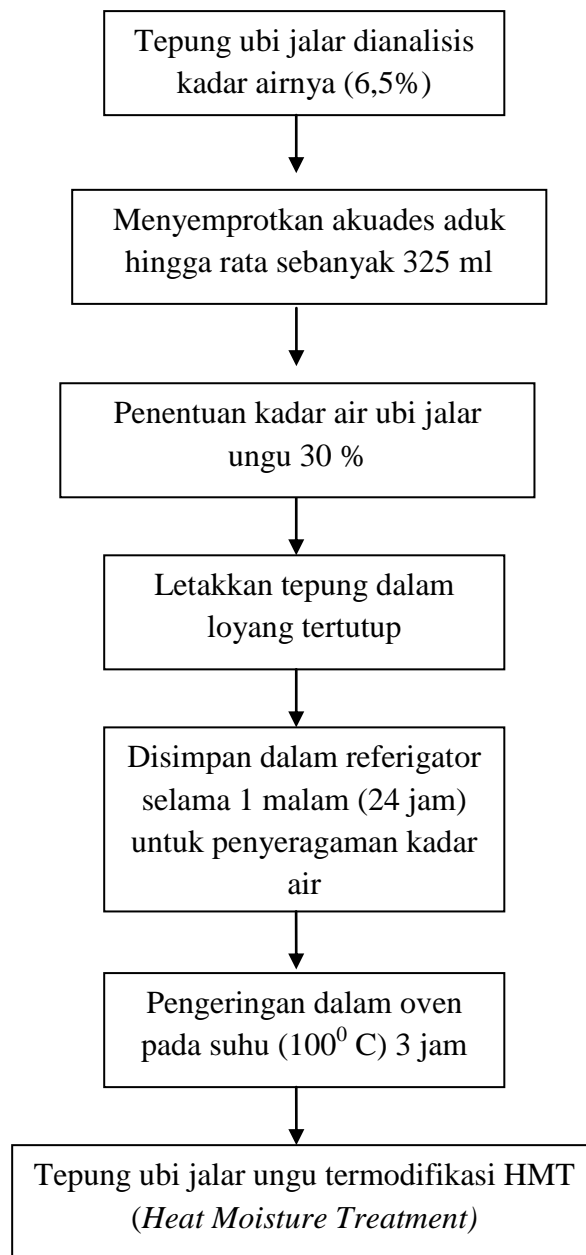 Tepung ubi jalar dianalisis
kadar airnya (6,5%)
Menyemprotkan akuades aduk
hingga rata sebanyak 325 ml
Penentuan kadar air ubi jalar
ungu 30 %
Letakkan tepung dalam
loyang tertutup
Disimpan dalam referigator
selama 1 malam (24 jam)
untuk penyeragaman kadar
air
Pengeringan dalam oven
pada suhu (100⁰ C) 3 jam
Tepung ubi jalar ungu termodifikasi HMT
(Heat Moisture Treatment)